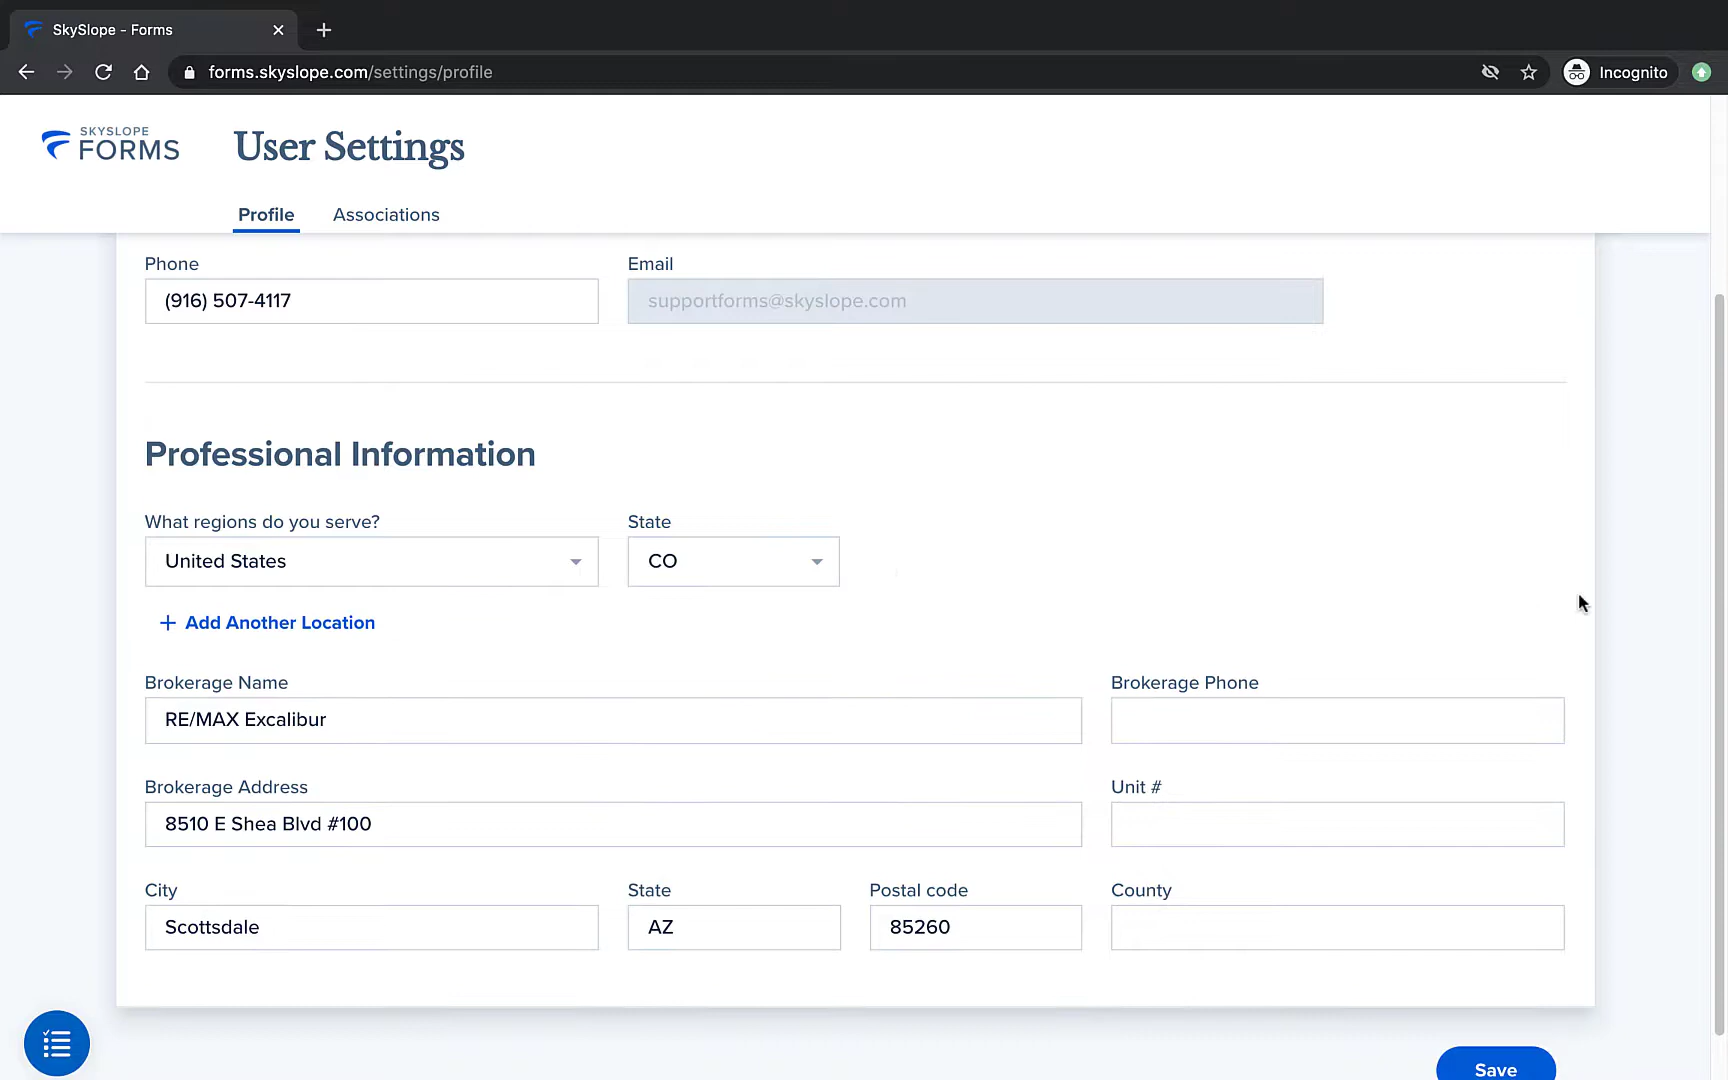 SkySlope - Forms
forms.skyslope.com/settings/profile
Incognito
SKYSLOPE
FORMS
User Settings
Profile
Associations
Phone
Email
(916) 507-4117
supportforms@skyslope.com
Professional Information
What regions do you serve?
State
United States
CO
+ Add Another Location
Brokerage Name
Brokerage Phone
RE/MAX Excalibur
Brokerage Address
Unit #
8510 E Shea Blvd #100
City
State
Postal code
County
Scottsdale
AZ
85260
Save